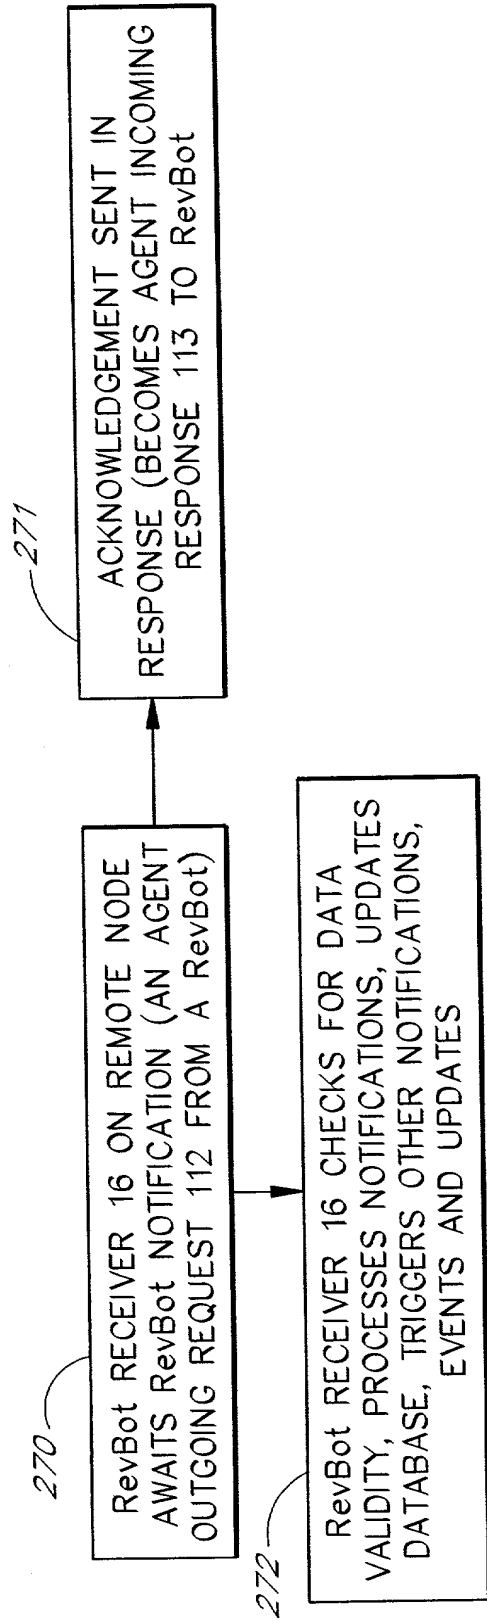 270
RevBot RECEIVER 16 ON REMOTE NODE
AWAITS RevBot NOTIFICATION (AN AGENT
OUTGOING REQUEST 112 FROM A RevBot)
271
ACKNOWLEDGEMENT SENT IN
RESPONSE (BECOMES AGENT INCOMING
RESPONSE 113 TO RevBot
272
RevBot RECEIVER 16 CHECKS FOR DATA
VALIDITY, PROCESSES NOTIFICATIONS, UPDATES
DATABASE, TRIGGERS OTHER NOTIFICATIONS,
EVENTS AND UPDATES